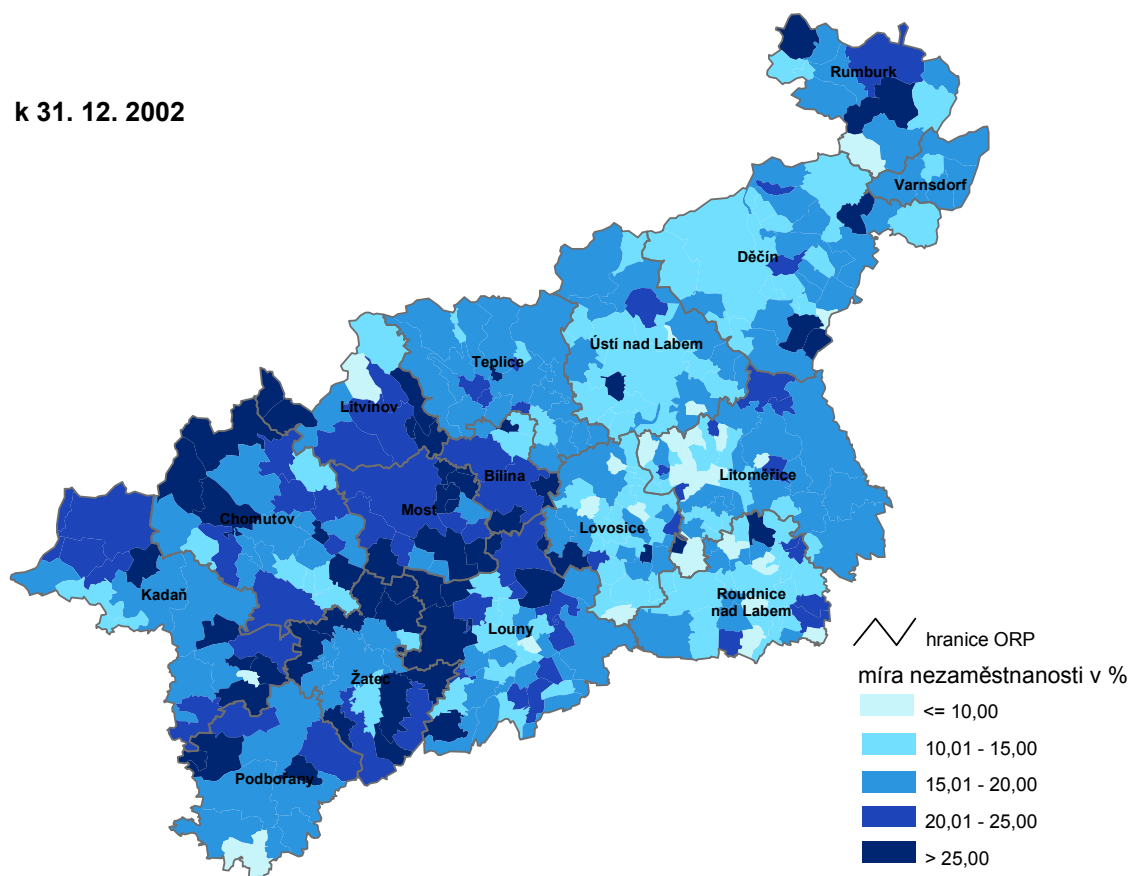 k 31. 12. 2002
Rumburk
Varnsdorf
Děčín
Ústí nad Labem
Teplice
Litvínov
Bílina
Litoměřice
Most
Chomutov
Lovosice
Kadaň
Roudnice
nad Labem
Louny
Žatec
Podbořany
hranice ORP
míra nezaměstnanosti v %
<= 10,00
10,01 - 15,00
15,01 - 20,00
20,01 - 25,00
> 25,00